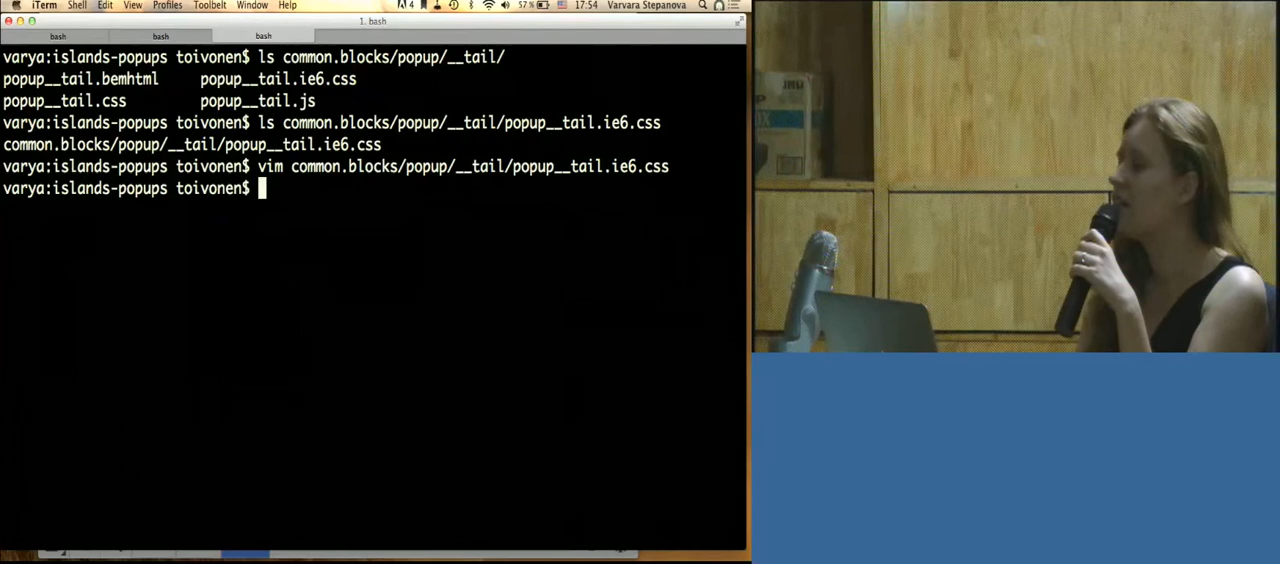 iTerm Shell Edit View Profiles Toolbelt Window Help 4 57% 17:54 Varvara Stepanova
1. bash
bash bash bash
varya:islands-popups toivonen$ ls common.blocks/popup/__tail/
popup__tail.bemhtml popup__tail.ie6.css
popup__tail.css popup__tail.js
varya:islands-popups toivonen$ ls common.blocks/popup/__tail/popup__tail.ie6.css
common.blocks/popup/__tail/popup__tail.ie6.css
varya:islands-popups toivonen$ vim common.blocks/popup/__tail/popup__tail.ie6.css
varya:islands-popups toivonen$